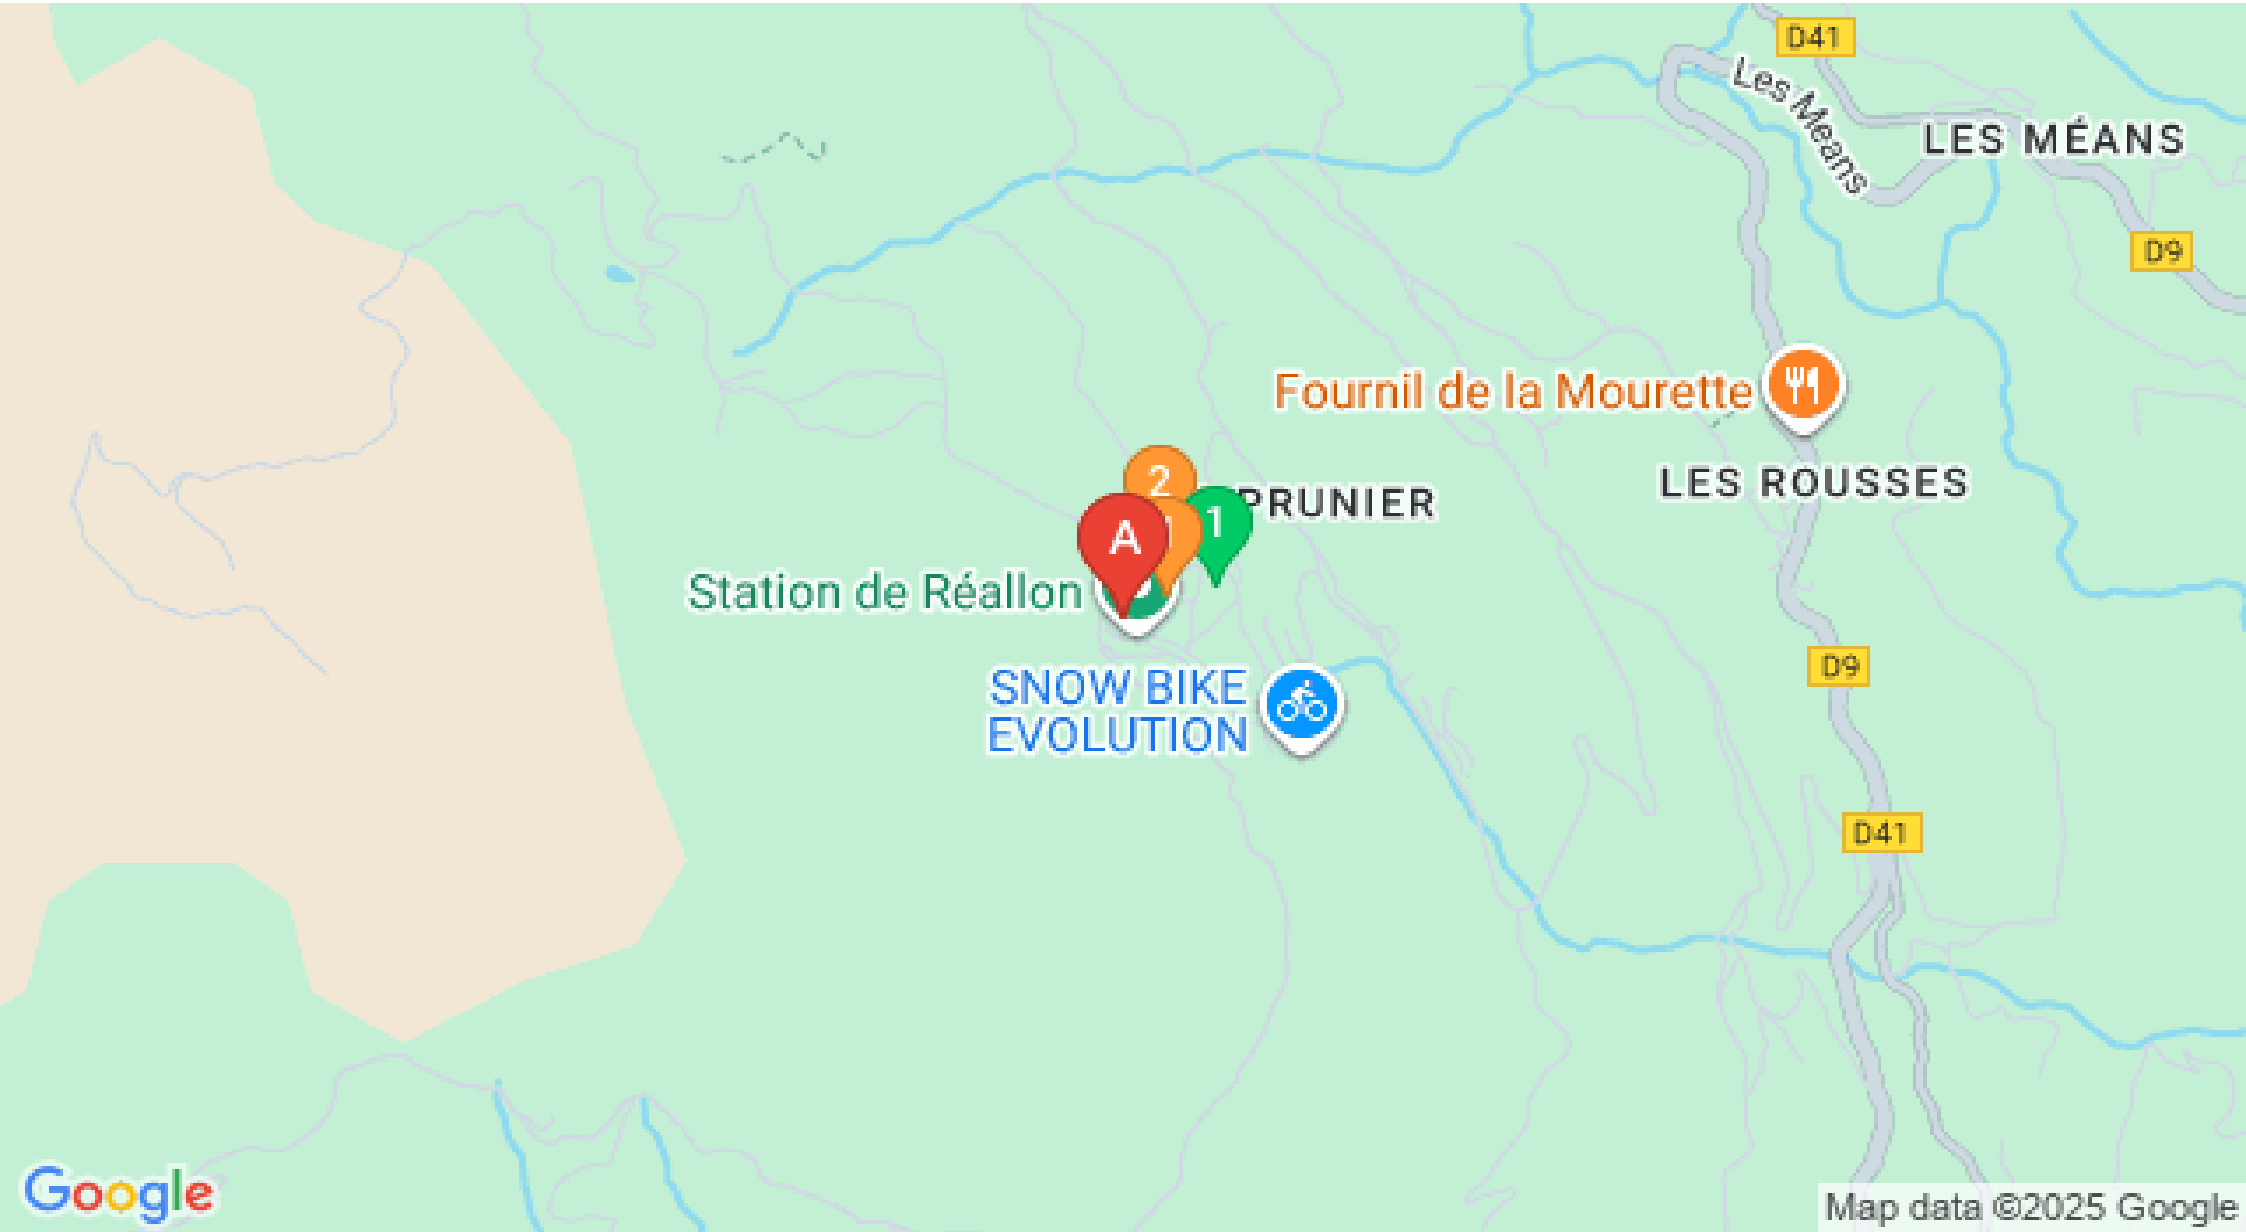 D41
Les Méans
LES MÉANS
D9
Fournil de la Mourette
LES ROUSSES
2
1
1
PRUNIER
A
Station de Réallon
SNOW BIKE
EVOLUTION
D9
D41
Google
Map data ©2025 Google